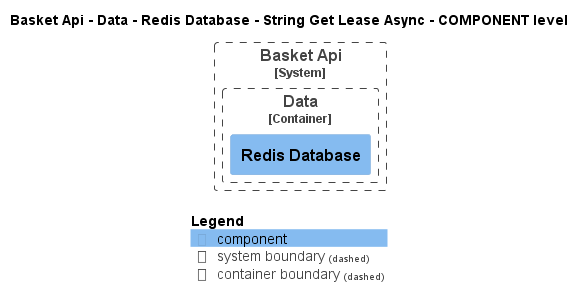 Basket Api - Data - Redis Database - String Get Lease Async - COMPONENT level
Basket Api
[System]
Data
[Container]
Redis Database
Legend
component
system boundary (dashed)
container boundary (dashed)